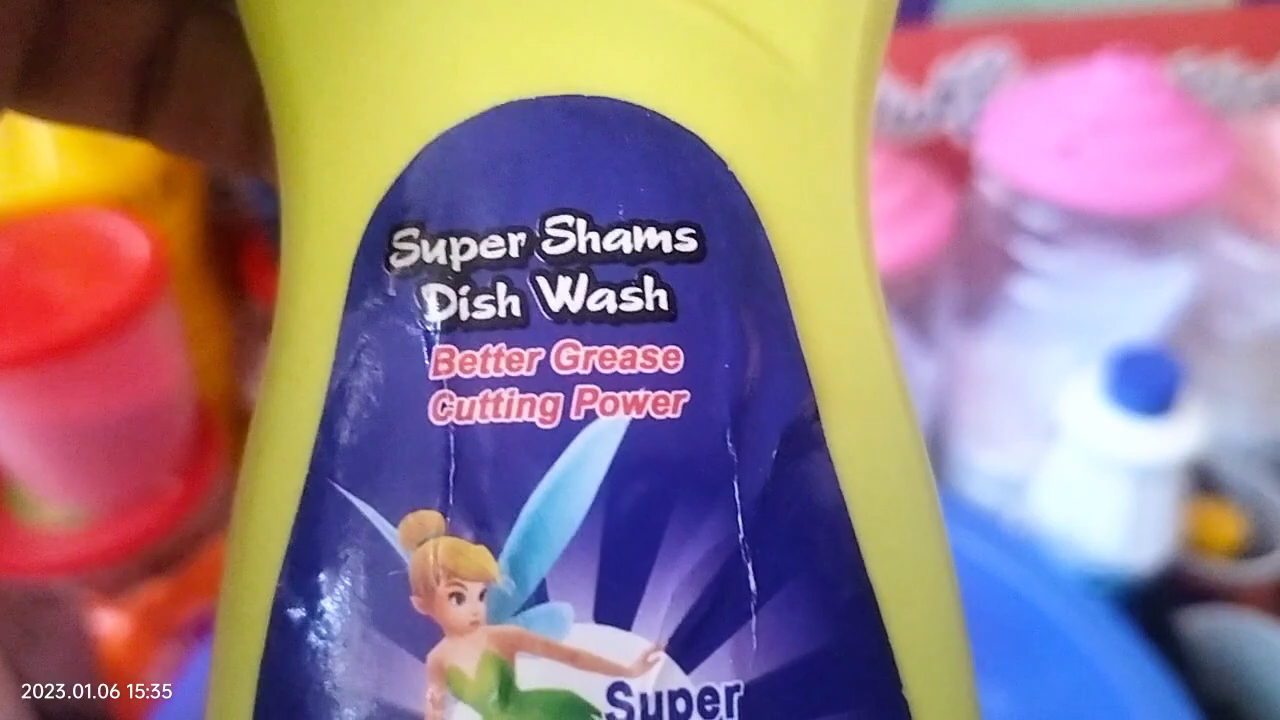 Super Shams
Dish Wash
Better Grease
Cutting Power
Super
2023.01.06 15:35